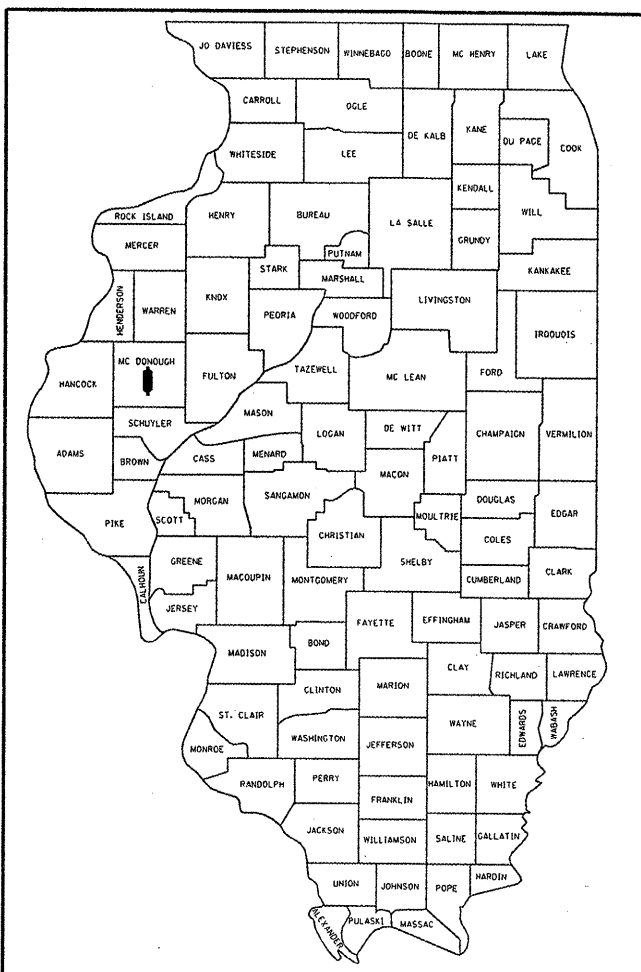 JO DAVIESS
STEPHENSON
WINNEBAGO
BOONE
MC HENRY
LAKE
CARROLL
OGLE
DE KALB
KANE
DU PAGE
COOK
WHITESIDE
LEE
KENDALL
WILL
ROCK ISLAND
HENRY
BUREAU
LA SALLE
GRUNDY
MERCER
PUTNAM
STARK
MARSHALL
KANKAKEE
HENDERSON
WARREN
KNOX
PEORIA
WOODFORD
LIVINGSTON
IROQUOIS
MC DONOUGH
HANCOCK
FULTON
TAZEWELL
MC LEAN
FORD
MASON
SCHUYLER
LOGAN
DE WITT
CHAMPAIGN
VERMILION
ADAMS
BROWN
CASS
MENARD
MACON
PIATT
PIKE
SCOTT
MORGAN
SANGAMON
MOULTRIE
DOUGLAS
EDGAR
CHRISTIAN
COLES
CALHOUN
GREENE
MACOUPIN
MONTGOMERY
SHELBY
CUMBERLAND
CLARK
JERSEY
FAYETTE
EFFINGHAM
JASPER
CRAWFORD
MADISON
BOND
CLAY
RICHLAND
LAWRENCE
CLINTON
MARION
ST. CLAIR
WAYNE
EDWARDS
WABASH
MONROE
WASHINGTON
JEFFERSON
RANDOLPH
PERRY
HAMILTON
WHITE
FRANKLIN
JACKSON
WILLIAMSON
SALINE
GALLATIN
UNION
JOHNSON
POPE
HARDIN
ALEXANDER
PULASKI
MASSAC